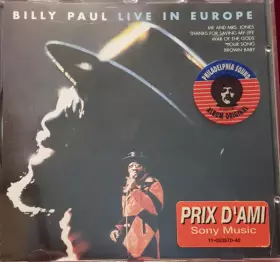 BILLY PAUL LIVE IN EUROPE
ME AND MRS. JONES
THANKS FOR SAVING MY LIFE
WAR OF THE GODS
"YOUR SONG
BROWN BABY
PHILADELPHIA SOUND
ALBUM ORIGINAL
PRIX D'AMI
Sony Music